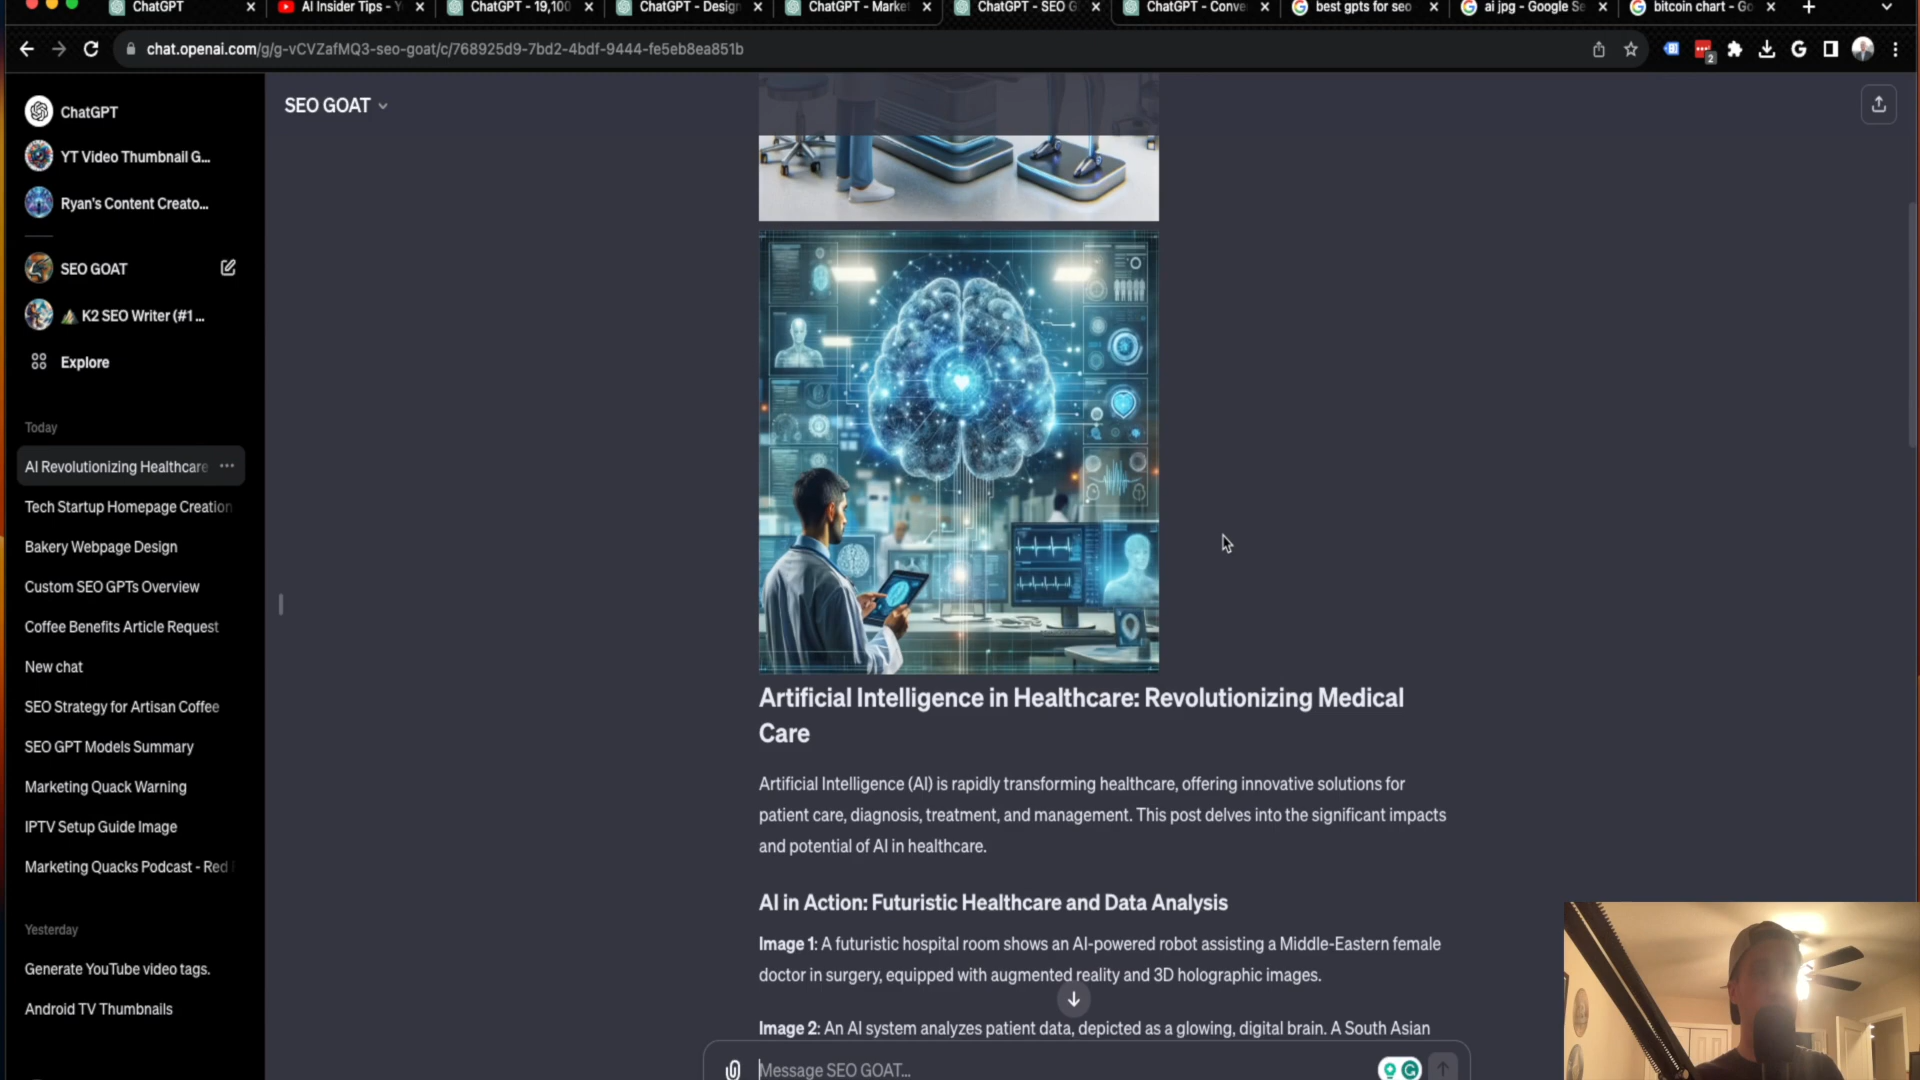 ChatGPT
AI Insider Tips - Y
ChatGPT - 19,100
ChatGPT - Design
ChatGPT - Market
ChatGPT - SEO G
ChatGPT - Conve
best gpts for seo
ai jpg - Google Se
bitcoin chart - Go
chat.openai.com/g/g-vCVZafMQ3-seo-goat/c/768925d9-7bd2-4bdf-9444-fe5eb8ea851b
2
ChatGPT
YT Video Thumbnail G...
Ryan's Content Creato...
SEO GOAT
K2 SEO Writer (#1 ...
Explore
Today
AI Revolutionizing Healthcare
Tech Startup Homepage Creation
Bakery Webpage Design
Custom SEO GPTs Overview
Coffee Benefits Article Request
New chat
SEO Strategy for Artisan Coffee
SEO GPT Models Summary
Marketing Quack Warning
IPTV Setup Guide Image
Marketing Quacks Podcast - Red
Yesterday
Generate YouTube video tags.
Android TV Thumbnails
SEO GOAT
Artificial Intelligence in Healthcare: Revolutionizing Medical
Care
Artificial Intelligence (AI) is rapidly transforming healthcare, offering innovative solutions for
patient care, diagnosis, treatment, and management. This post delves into the significant impacts
and potential of AI in healthcare.
AI in Action: Futuristic Healthcare and Data Analysis
Image 1: A futuristic hospital room shows an AI-powered robot assisting a Middle-Eastern female
doctor in surgery, equipped with augmented reality and 3D holographic images.
Image 2: An AI system analyzes patient data, depicted as a glowing, digital brain. A South Asian
Message SEO GOAT...